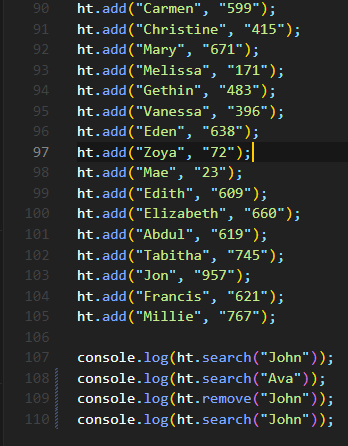 90 ht.add("Carmen", "599");
91 ht.add("Christine", "415");
92 ht.add("Mary", "671");
93 ht.add("Melissa", "171");
94 ht.add("Gethin", "483");
95 ht.add("Vanessa", "396");
96 ht.add("Eden", "638");
97 ht.add("Zoya", "72");
98 ht.add("Mae", "23");
99 ht.add("Edith", "609");
100 ht.add("Elizabeth", "660");
101 ht.add("Abdul", "619");
102 ht.add("Tabitha", "745");
103 ht.add("Jon", "957");
104 ht.add("Francis", "621");
105 ht.add("Millie", "767");
106
107 console.log(ht.search("John"));
108 console.log(ht.search("Ava"));
109 console.log(ht.remove("John"));
110 console.log(ht.search("John"));